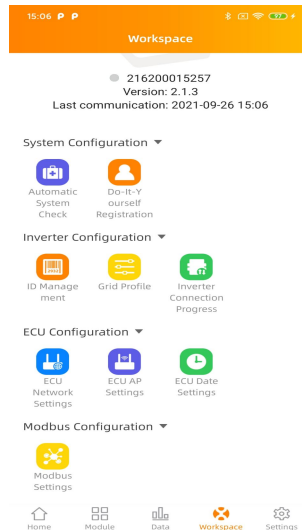 15:06 P P 97
Workspace
216200015257
Version: 2.1.3
Last communication: 2021-09-26 15:06
System Configuration
Automatic Do-It-Y
System ourself
Check Registration
Inverter Configuration
ID Manage Grid Profile Inverter
ment Connection
Progress
ECU Configuration
ECU ECU AP ECU Date
Network Settings Settings
Settings
Modbus Configuration
Modbus
Settings
Home Module Data Workspace Settings